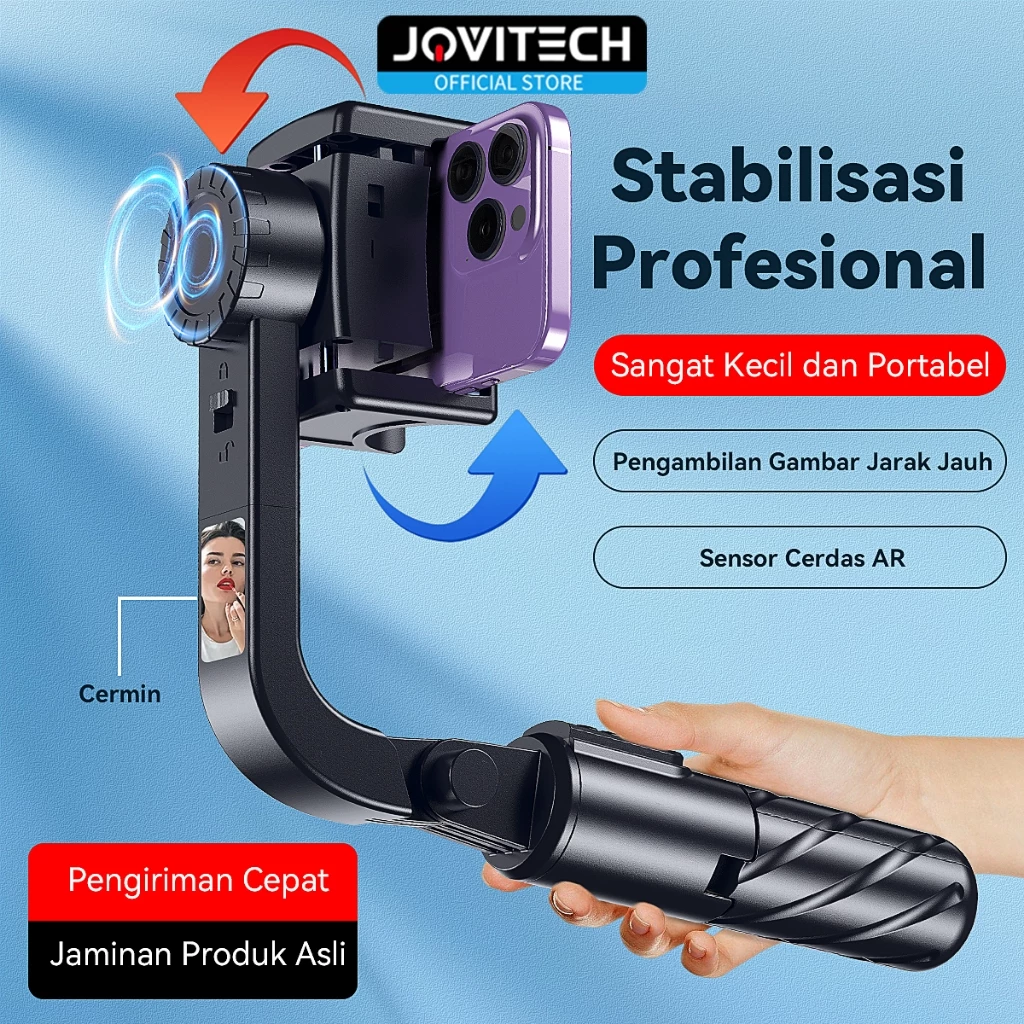 JOVITECH
OFFICIAL STORE
Stabilisasi
Profesional
Sangat Kecil dan Portabel
Pengambilan Gambar Jarak Jauh
Sensor Cerdas AR
Cermin
Pengiriman Cepat
Jaminan Produk Asli